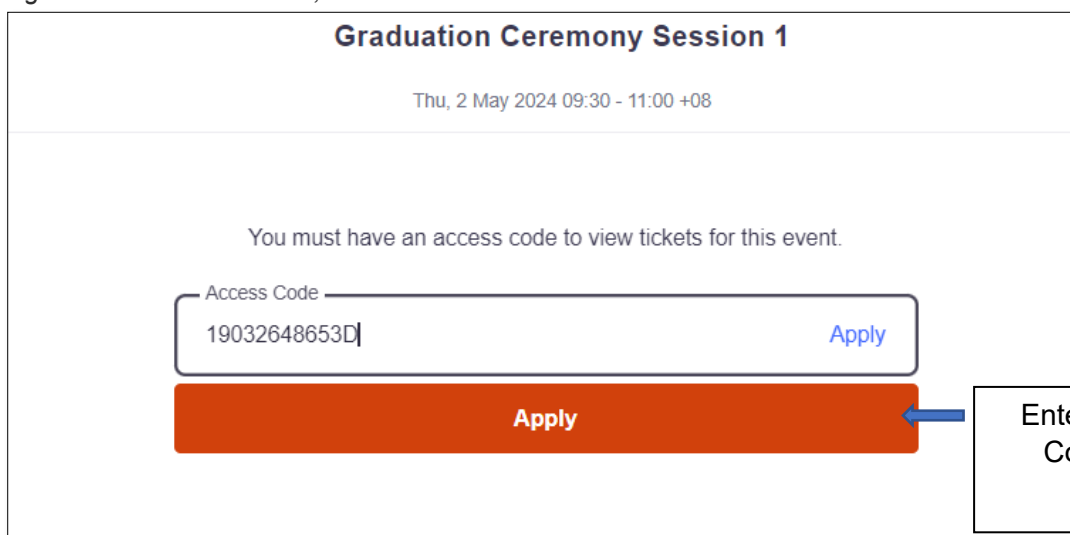 Graduation Ceremony Session 1
Thu, 2 May 2024 09:30 - 11:00 +08
You must have an access code to view tickets for this event.
Access Code
19032648653D
Apply
Apply